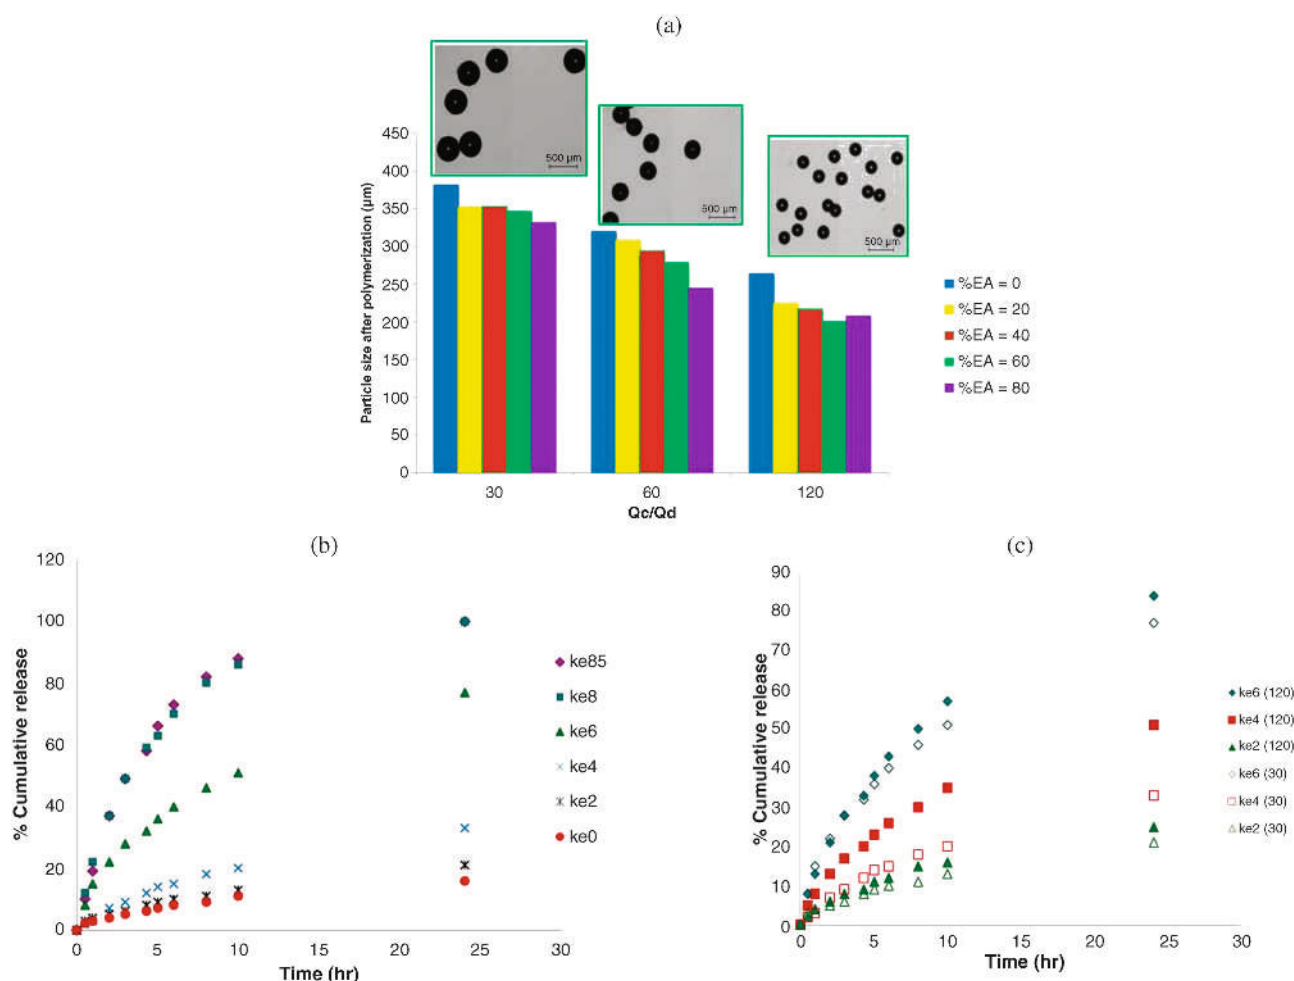 (a)
500 µm
500 µm
500 µm
Particle size after polymerization (µm)
450
400
350
300
250
200
150
100
50
0
30
60
120
Qc/Qd
%EA = 0
%EA = 20
%EA = 40
%EA = 60
%EA = 80
(b)
% Cumulative release
120
100
80
60
40
20
0
0
5
10
15
20
25
30
Time (hr)
ke85
ke8
ke6
ke4
ke2
ke0
(c)
% Cumulative release
90
80
70
60
50
40
30
20
10
0
0
5
10
15
20
25
30
Time (hr)
ke6 (120)
ke4 (120)
ke2 (120)
ke6 (30)
ke4 (30)
ke2 (30)